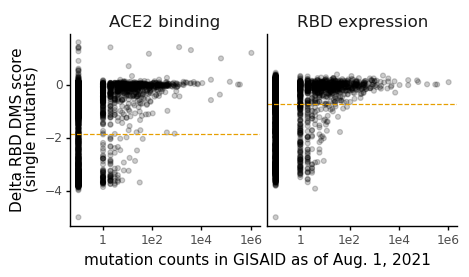 ACE2 binding
RBD expression
Delta RBD DMS score
(single mutants)
0
−2
−4
1
1e2
1e4
1e6
1
1e2
1e4
1e6
mutation counts in GISAID as of Aug. 1, 2021